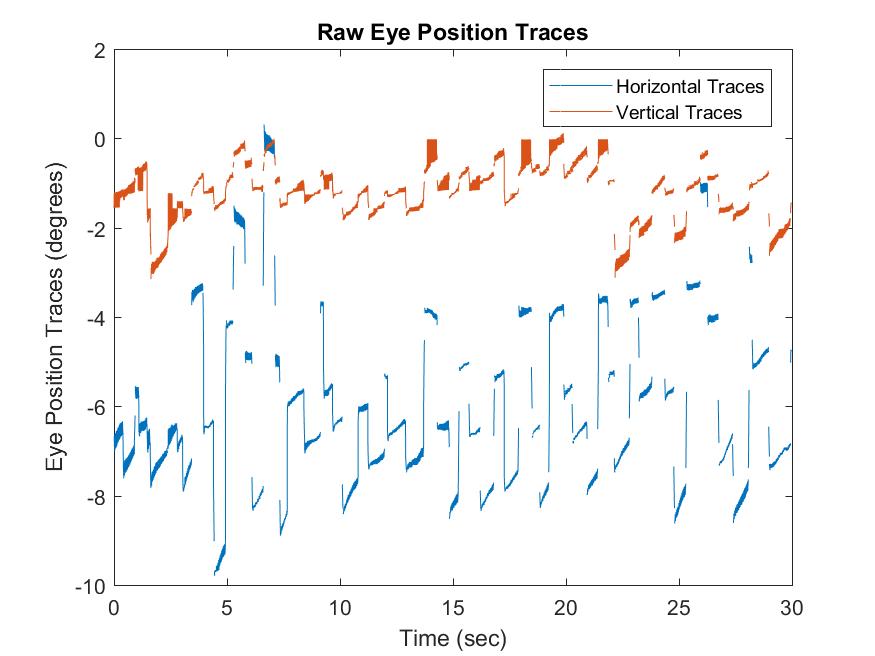 Raw Eye Position Traces
Horizontal Traces
Vertical Traces
Eye Position Traces (degrees)
2
0
-2
-4
-6
-8
-10
0 5 10 15 20 25 30
Time (sec)